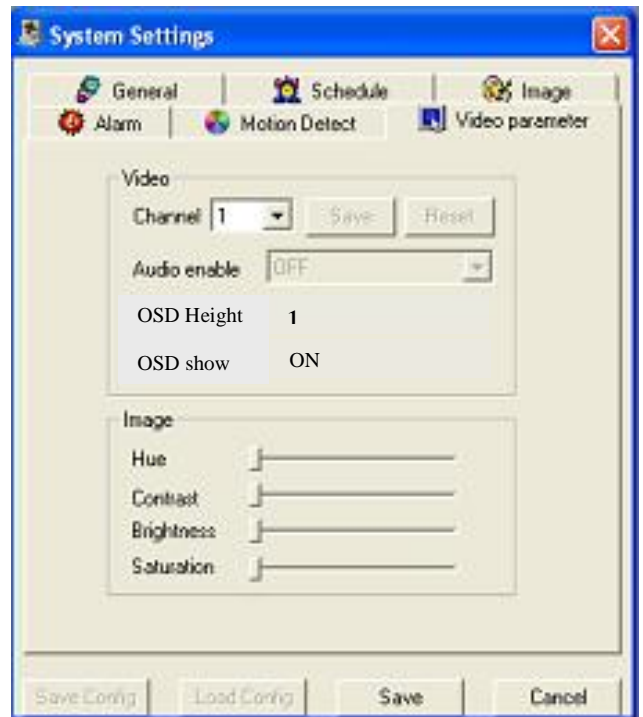 System Settings
General Schedule Image
Alarm Motion Detect Video parameter
Video
Channel 1 Save Reset
Audio enable OFF
OSD Height 1
OSD show ON
Image
Hue
Contrast
Brightness
Saturation
Save Config Load Config Save Cancel